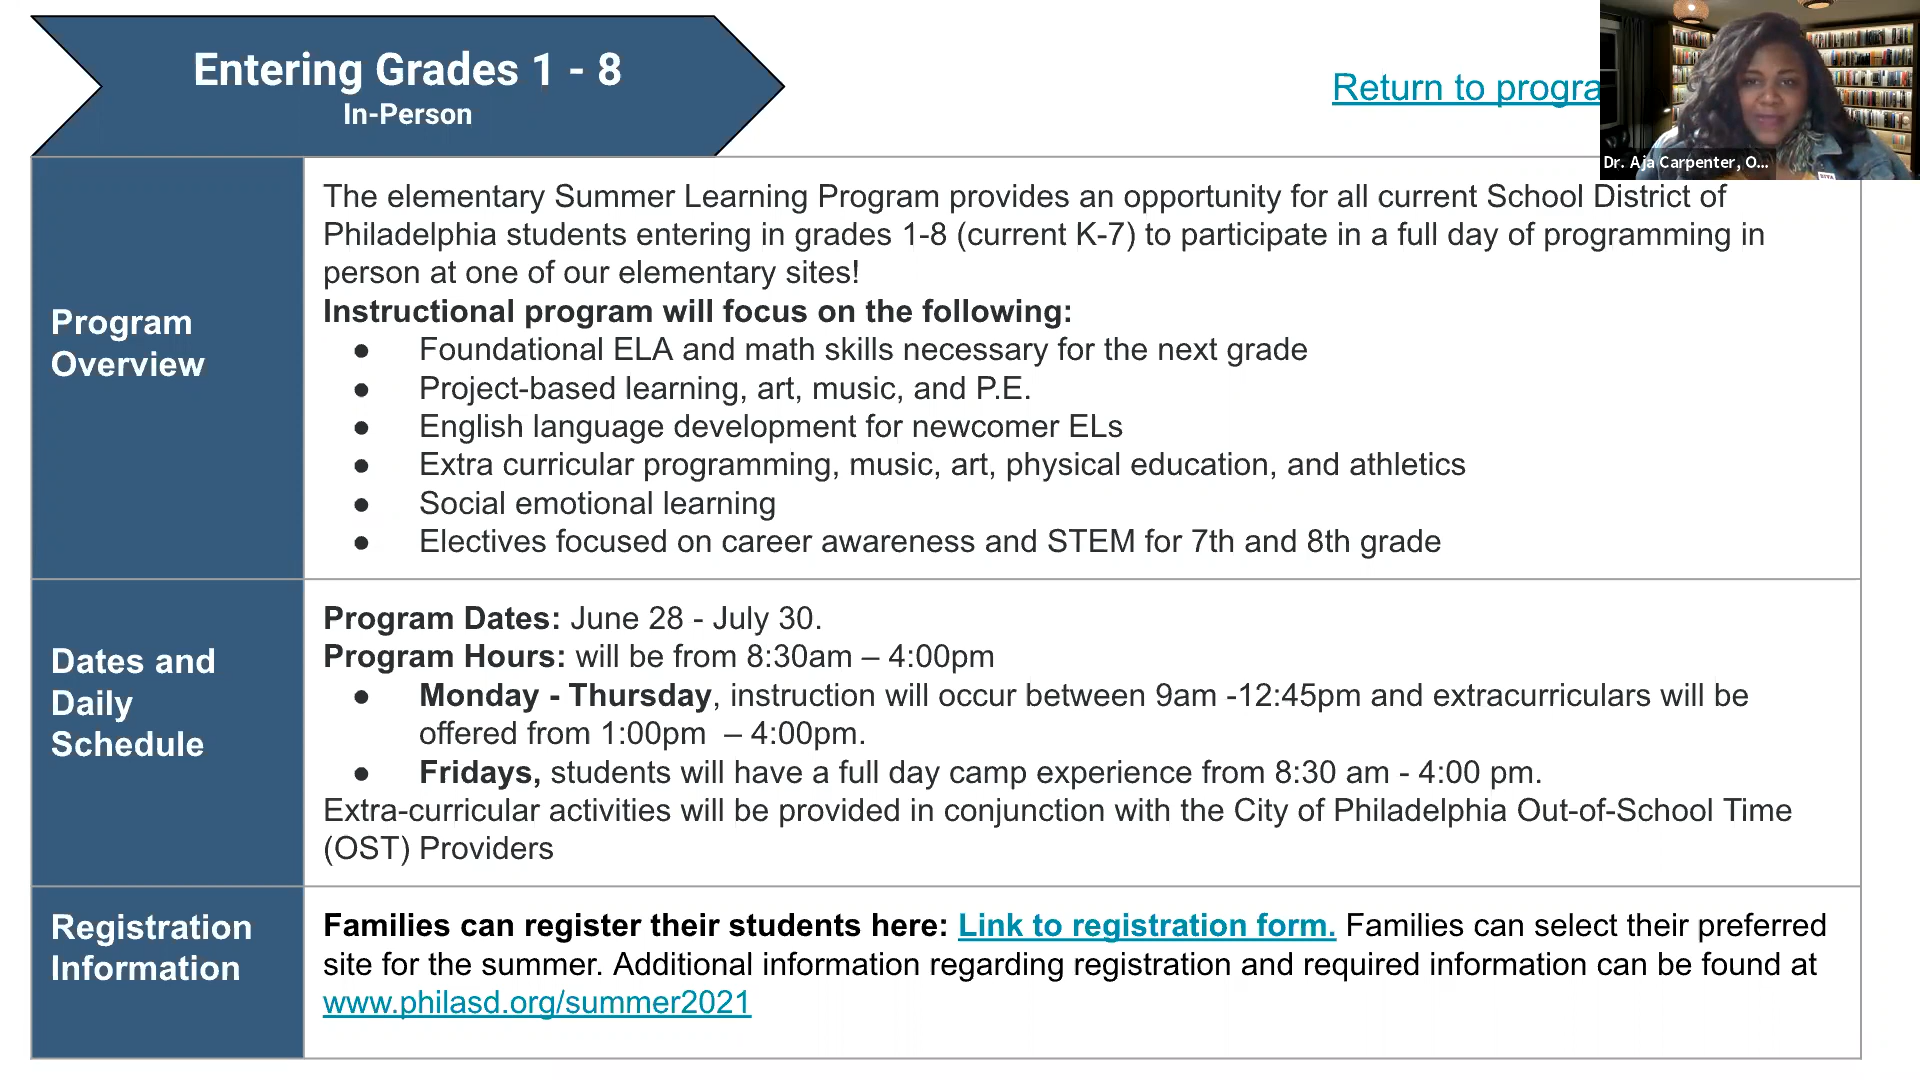 Entering Grades 1 - 8
In-Person
Return to progra
Dr. Aja Carpenter, O...
Program
Overview
The elementary Summer Learning Program provides an opportunity for all current School District of
Philadelphia students entering in grades 1-8 (current K-7) to participate in a full day of programming in
person at one of our elementary sites!
Instructional program will focus on the following:
● Foundational ELA and math skills necessary for the next grade
● Project-based learning, art, music, and P.E.
● English language development for newcomer ELs
● Extra curricular programming, music, art, physical education, and athletics
● Social emotional learning
● Electives focused on career awareness and STEM for 7th and 8th grade
Dates and
Daily
Schedule
Program Dates: June 28 - July 30.
Program Hours: will be from 8:30am – 4:00pm
● Monday - Thursday, instruction will occur between 9am -12:45pm and extracurriculars will be
offered from 1:00pm – 4:00pm.
● Fridays, students will have a full day camp experience from 8:30 am - 4:00 pm.
Extra-curricular activities will be provided in conjunction with the City of Philadelphia Out-of-School Time
(OST) Providers
Registration
Information
Families can register their students here: Link to registration form. Families can select their preferred
site for the summer. Additional information regarding registration and required information can be found at
www.philasd.org/summer2021